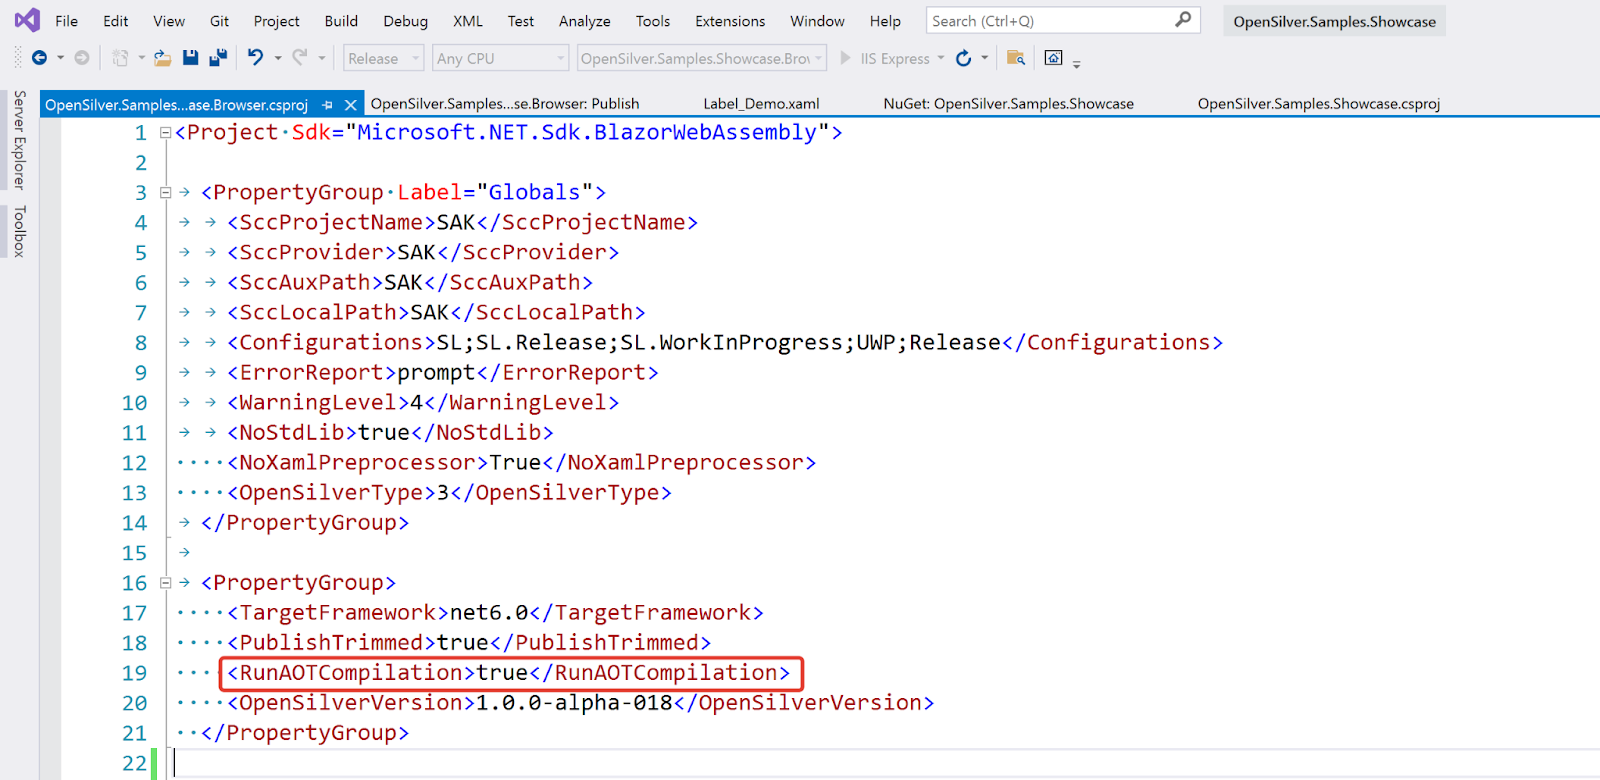 File Edit View Git Project Build Debug XML Test Analyze Tools Extensions Window Help Search (Ctrl+Q) OpenSilver.Samples.Showcase
Release Any CPU OpenSilver.Samples.Showcase.Brov IIS Express
Server Explorer
Toolbox
OpenSilver.Samples...ase.Browser.csproj OpenSilver.Samples...se.Browser: Publish Label_Demo.xaml NuGet: OpenSilver.Samples.Showcase OpenSilver.Samples.Showcase.csproj
1 <Project Sdk="Microsoft.NET.Sdk.BlazorWebAssembly">
2
3 <PropertyGroup Label="Globals">
4 <SccProjectName>SAK</SccProjectName>
5 <SccProvider>SAK</SccProvider>
6 <SccAuxPath>SAK</SccAuxPath>
7 <SccLocalPath>SAK</SccLocalPath>
8 <Configurations>SL;SL.Release;SL.WorkInProgress;UWP;Release</Configurations>
9 <ErrorReport>prompt</ErrorReport>
10 <WarningLevel>4</WarningLevel>
11 <NoStdLib>true</NoStdLib>
12 <NoXamlPreprocessor>True</NoXamlPreprocessor>
13 <OpenSilverType>3</OpenSilverType>
14 </PropertyGroup>
15
16 <PropertyGroup>
17 <TargetFramework>net6.0</TargetFramework>
18 <PublishTrimmed>true</PublishTrimmed>
19 <RunAOTCompilation>true</RunAOTCompilation>
20 <OpenSilverVersion>1.0.0-alpha-018</OpenSilverVersion>
21 </PropertyGroup>
22